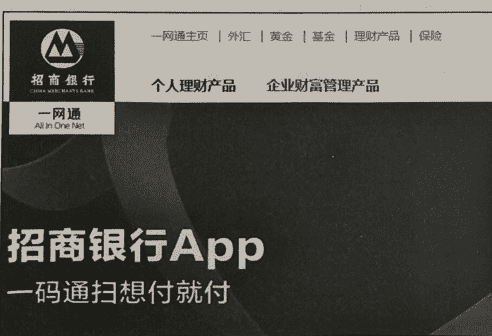 一网通主页 | 外汇 | 黄金 | 基金 | 理财产品 | 保险
招商银行
CHINA MERCHANTS BANK
个人理财产品 企业财富管理产品
一网通
All In One Net
招商银行App
一码通扫想付就付